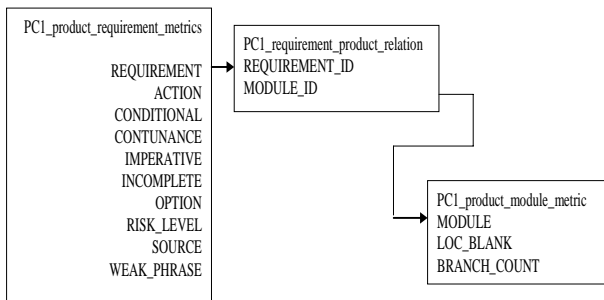 PC1_product_requirement_metrics
REQUIREMENT
ACTION
CONDITIONAL
CONTUNANCE
IMPERATIVE
INCOMPLETE
OPTION
RISK_LEVEL
SOURCE
WEAK_PHRASE
PC1_requirement_product_relation
REQUIREMENT_ID
MODULE_ID
PC1_product_module_metric
MODULE
LOC_BLANK
BRANCH_COUNT